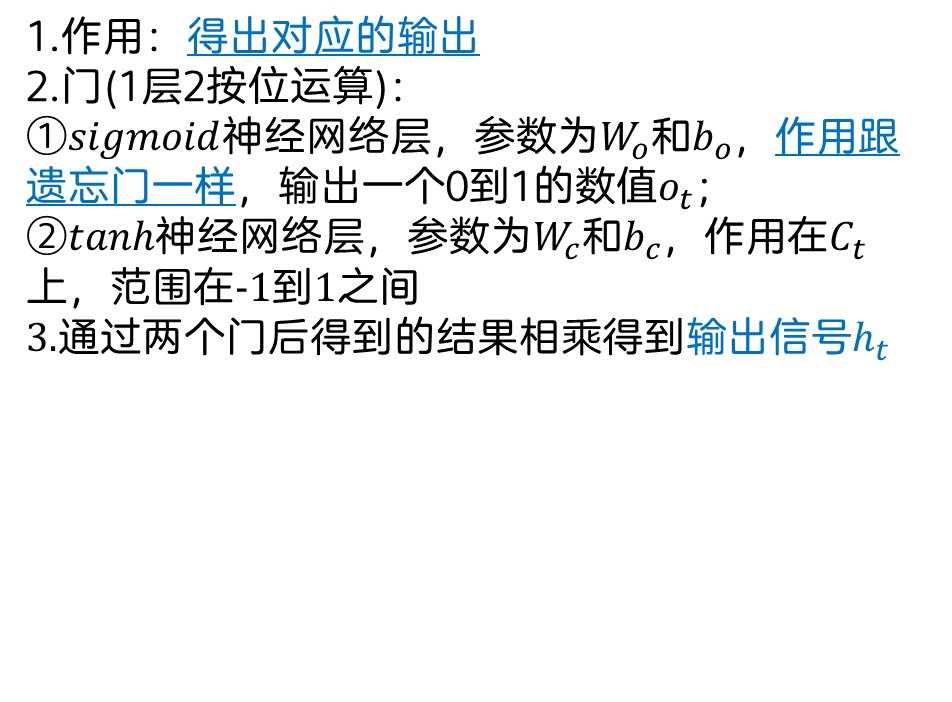 1.作用：得出对应的输出
2.门(1层2按位运算)：
①sigmoid神经网络层，参数为W_o和b_o，作用跟
遗忘门一样，输出一个0到1的数值o_t；
②tanh神经网络层，参数为W_c和b_c，作用在C_t
上，范围在-1到1之间
3.通过两个门后得到的结果相乘得到输出信号h_t